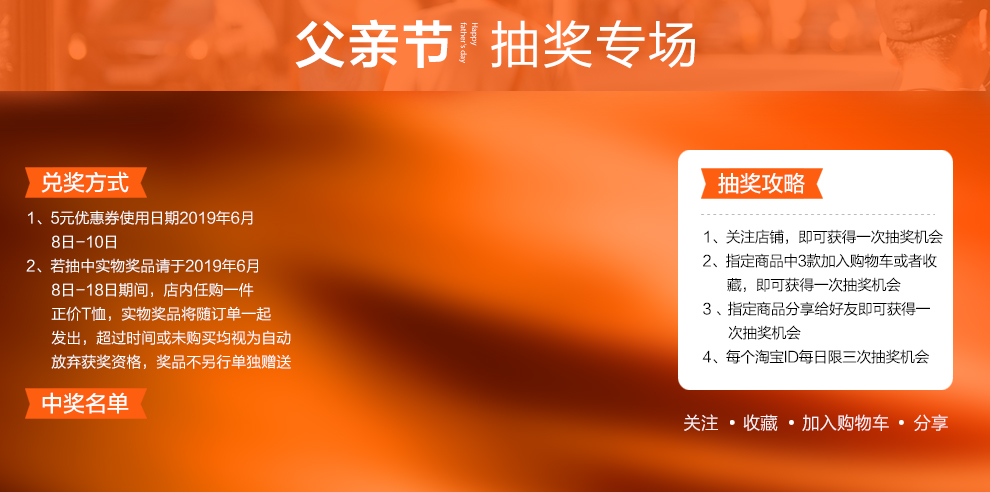 父亲节 Happy father's day 抽奖专场
兑奖方式
1、5元优惠券使用日期2019年6月
8日-10日
2、若抽中实物奖品请于2019年6月
8日-18日期间，店内任购一件
正价T恤，实物奖品将随订单一起
发出，超过时间或未购买均视为自动
放弃获奖资格，奖品不另行单独赠送
中奖名单
抽奖攻略
1、关注店铺，即可获得一次抽奖机会
2、指定商品中3款加入购物车或者收
藏，即可获得一次抽奖机会
3、指定商品分享给好友即可获得一
次抽奖机会
4、每个淘宝ID每日限三次抽奖机会
关注 • 收藏 • 加入购物车 • 分享